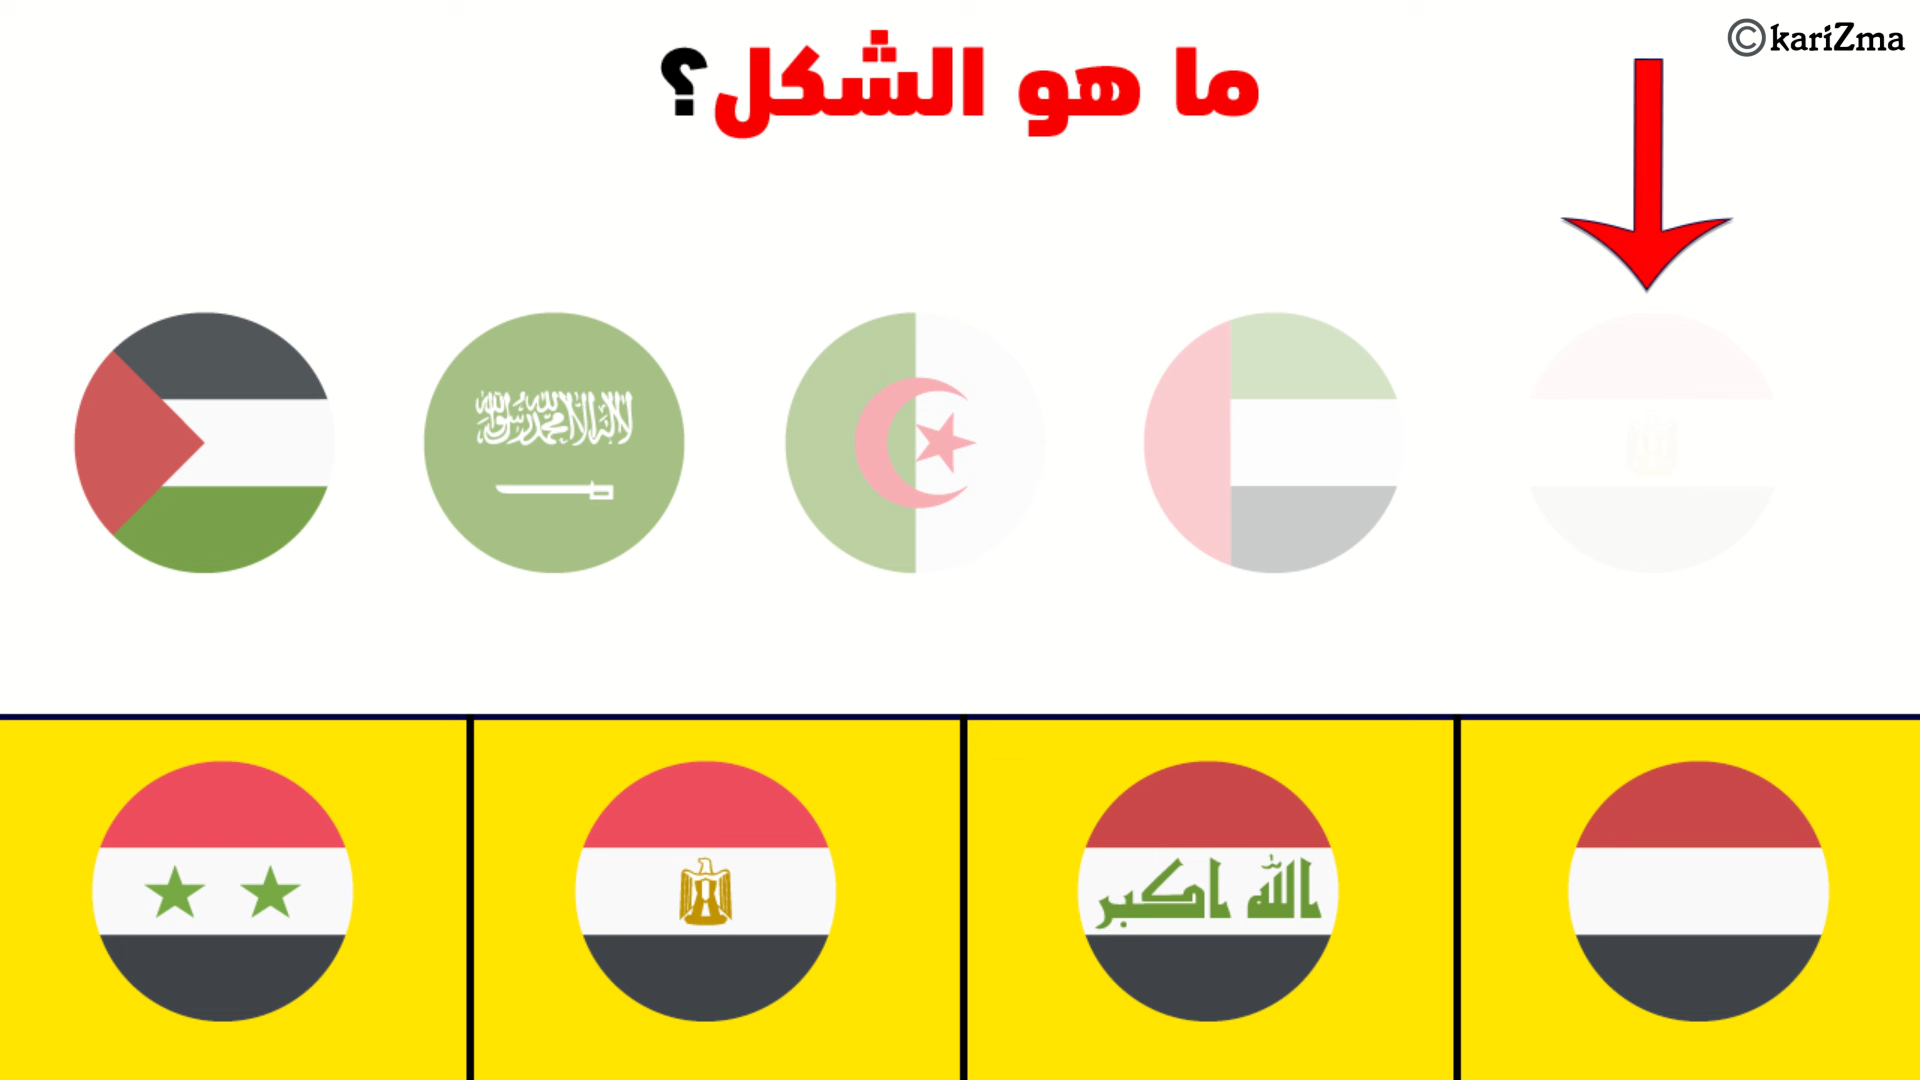 ©kariZma
ما هو الشكل؟
لا إله إلا الله محمد رسول الله
الله اكبر